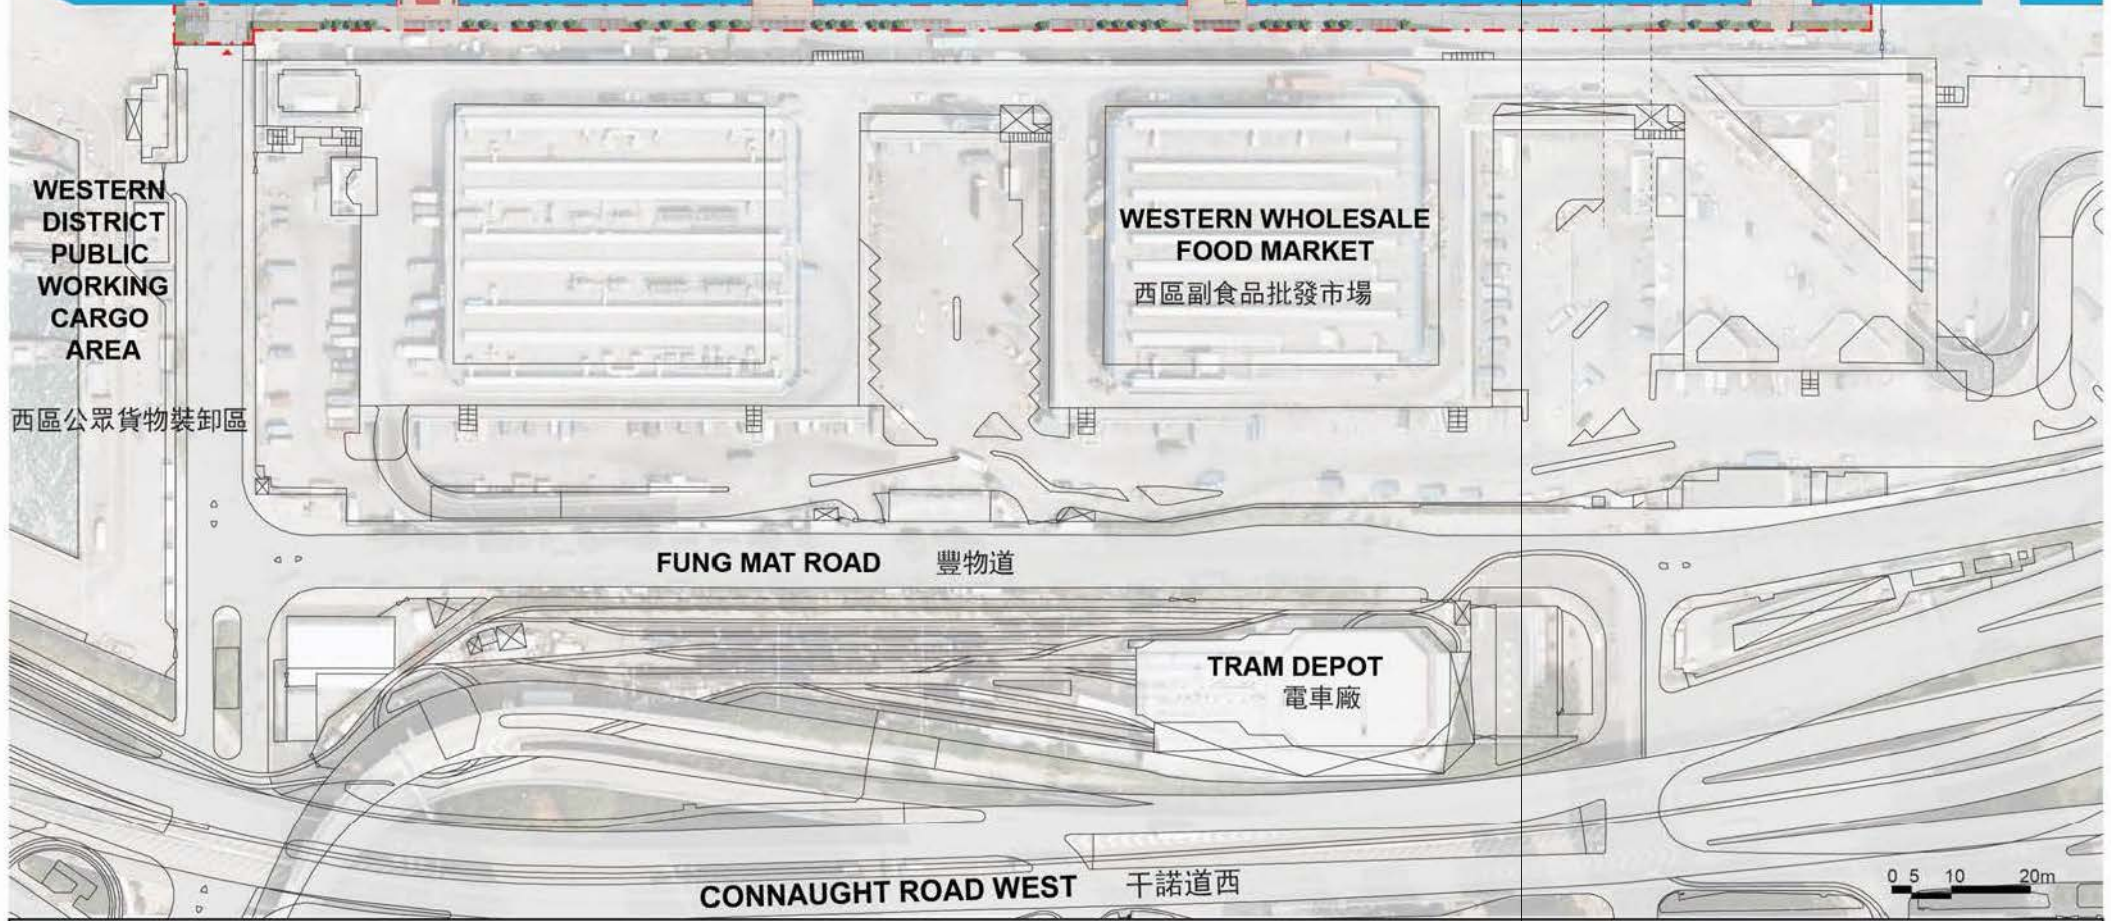 WESTERN
DISTRICT
PUBLIC
WORKING
CARGO
AREA
西區公眾貨物裝卸區
WESTERN WHOLESALE
FOOD MARKET
西區副食品批發市場
FUNG MAT ROAD 豐物道
TRAM DEPOT
電車廠
CONNAUGHT ROAD WEST 干諾道西
0 5 10 20m